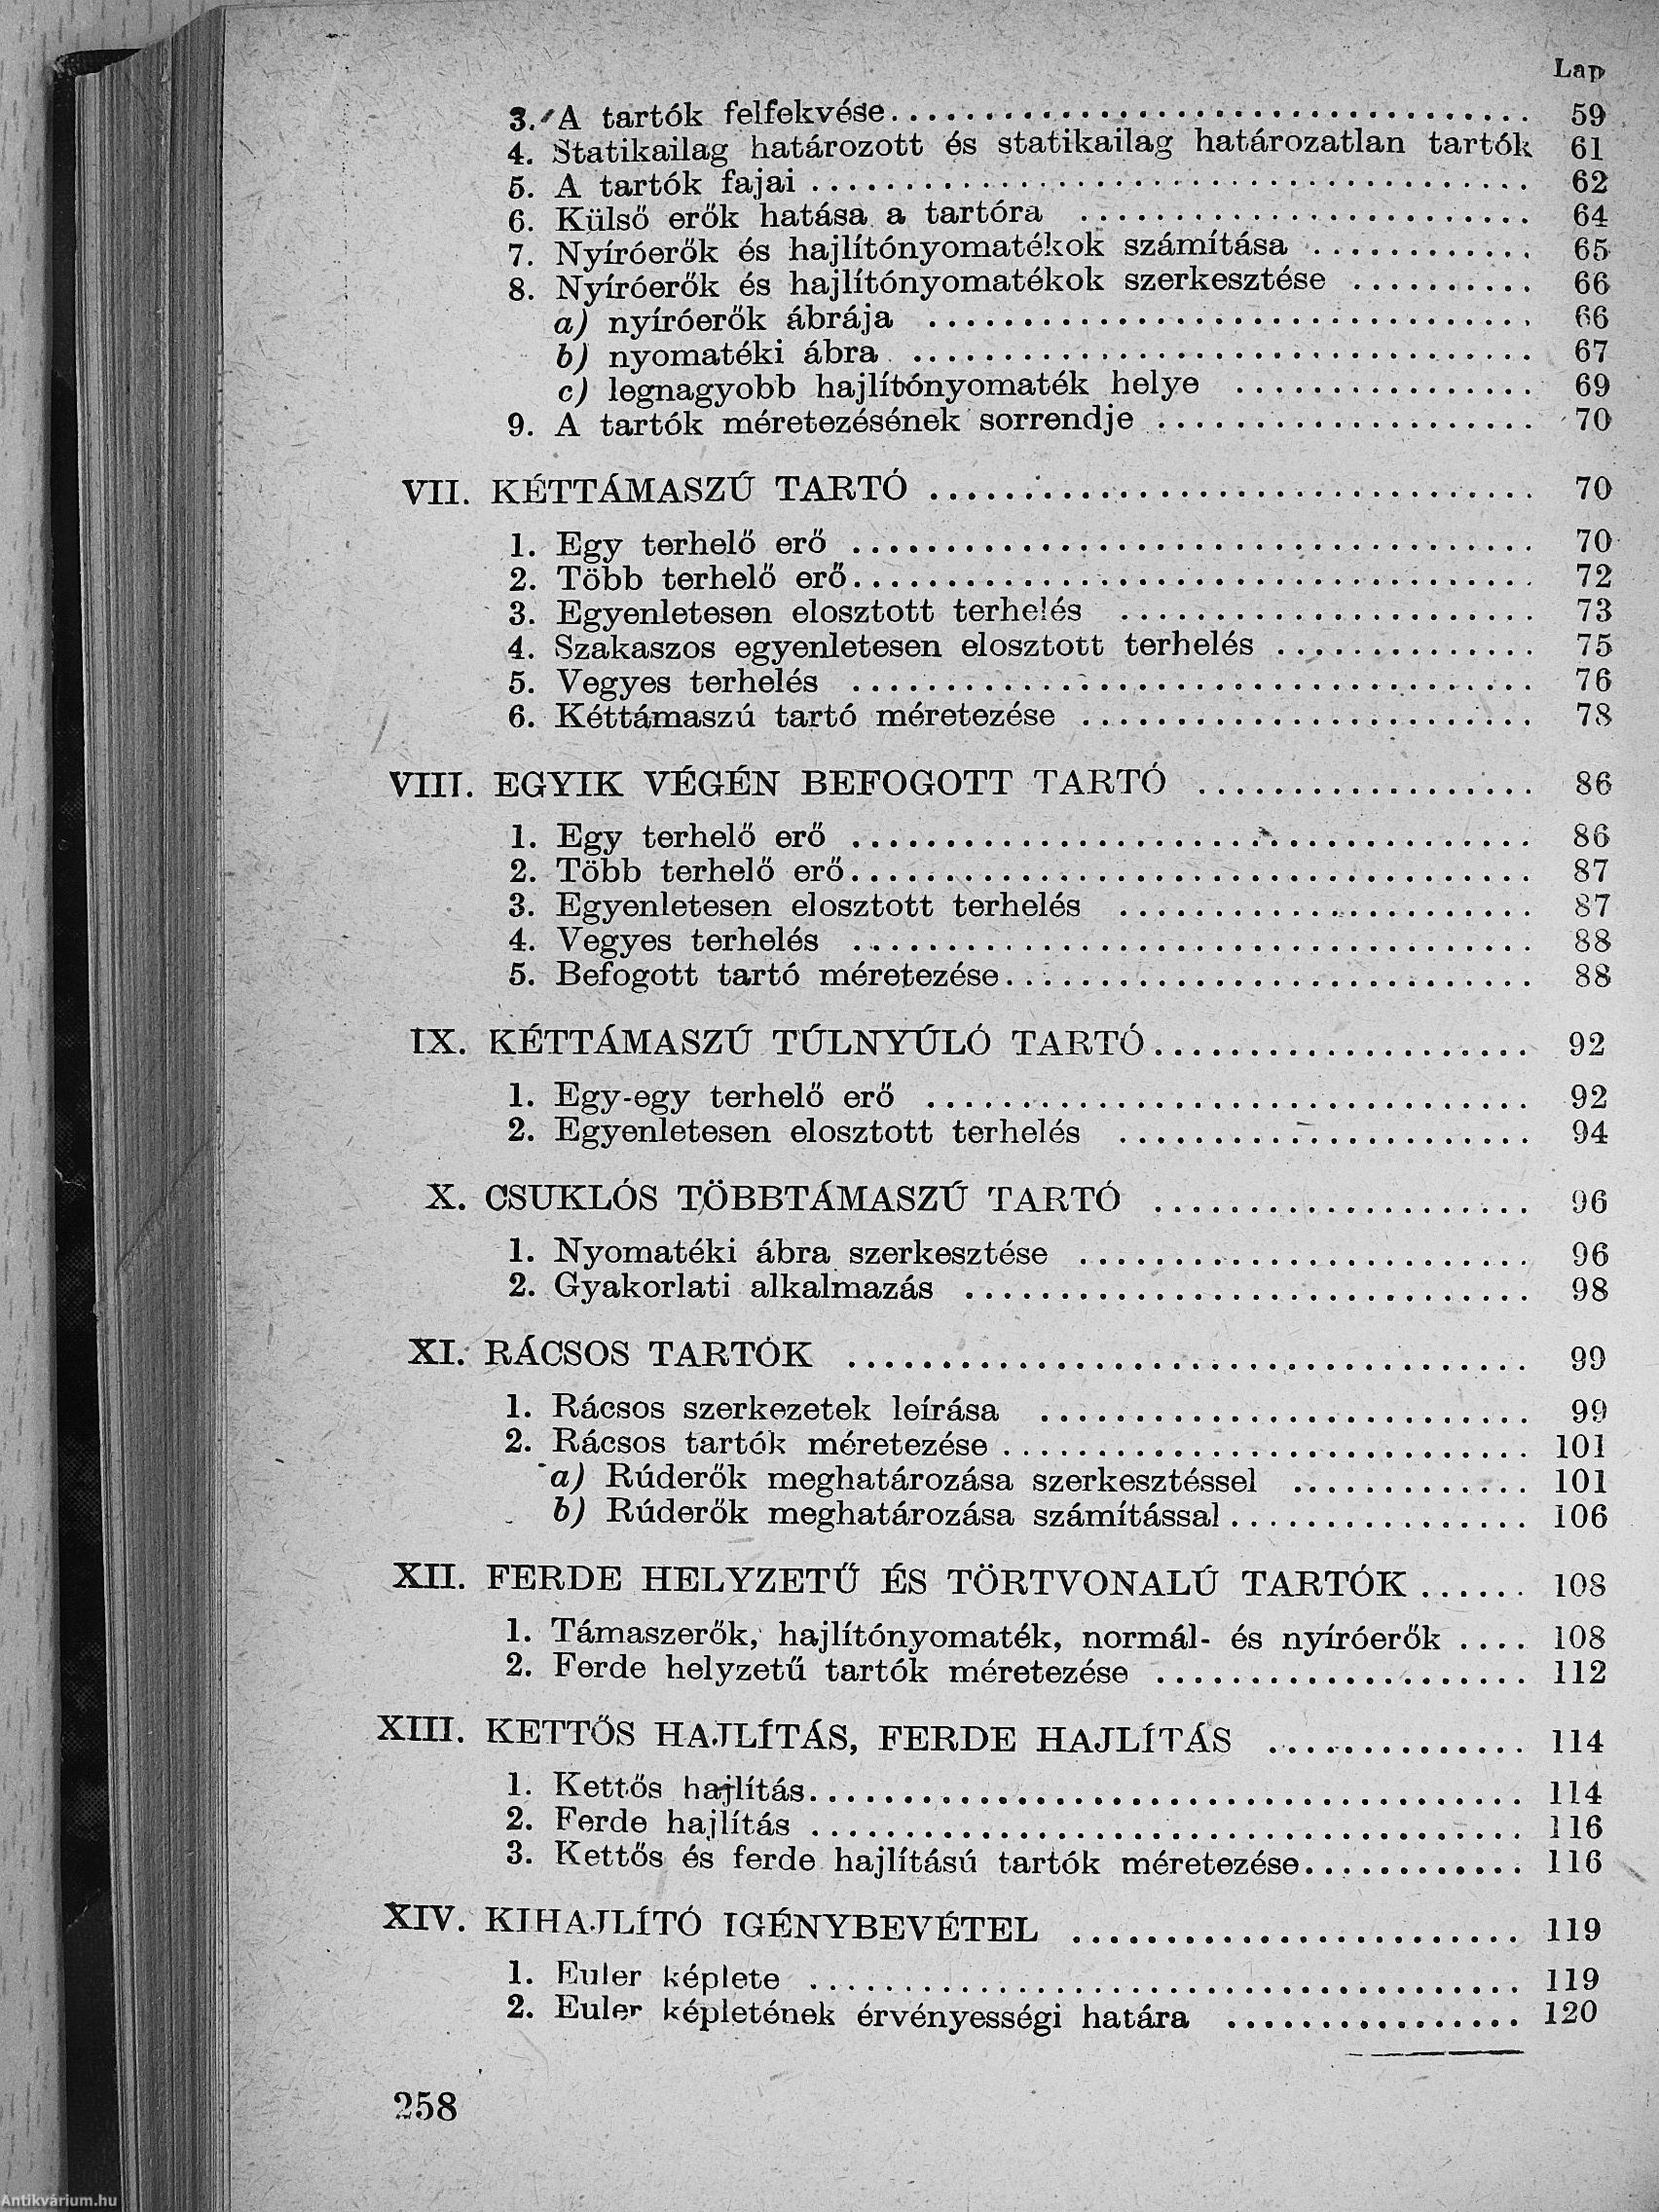 Lap
3. A tartók felfekvése ........ 59
4. Statikailag határozott és statikailag határozatlan tartók 61
5. A tartók fajai ........ 62
6. Külső erők hatása a tartóra ........ 64
7. Nyíróerők és hajlítónyomatékok számítása ........ 65
8. Nyíróerők és hajlítónyomatékok szerkesztése ........ 66
a) nyíróerők ábrája ........ 66
b) nyomatéki ábra ........ 67
c) legnagyobb hajlítónyomaték helye ........ 69
9. A tartók méretezésének sorrendje ........ 70
VII. KÉTTÁMASZÚ TARTÓ ........ 70
1. Egy terhelő erő ........ 70
2. Több terhelő erő ........ 72
3. Egyenletesen elosztott terhelés ........ 73
4. Szakaszos egyenletesen elosztott terhelés ........ 75
5. Vegyes terhelés ........ 76
6. Kéttámaszú tartó méretezése ........ 78
VIII. EGYIK VÉGÉN BEFOGOTT TARTÓ ........ 86
1. Egy terhelő erő ........ 86
2. Több terhelő erő ........ 87
3. Egyenletesen elosztott terhelés ........ 87
4. Vegyes terhelés ........ 88
5. Befogott tartó méretezése ........ 88
IX. KÉTTÁMASZÚ TÚLNYÚLÓ TARTÓ ........ 92
1. Egy-egy terhelő erő ........ 92
2. Egyenletesen elosztott terhelés ........ 94
X. CSUKLÓS TÖBBTÁMASZÚ TARTÓ ........ 96
1. Nyomatéki ábra szerkesztése ........ 96
2. Gyakorlati alkalmazás ........ 98
XI. RÁCSOS TARTÓK ........ 99
1. Rácsos szerkezetek leírása ........ 99
2. Rácsos tartók méretezése ........ 101
a) Rúderők meghatározása szerkesztéssel ........ 101
b) Rúderők meghatározása számítással ........ 106
XII. FERDE HELYZETŰ ÉS TÖRTVONALÚ TARTÓK ...... 108
1. Támaszerők, hajlítónyomaték, normál- és nyíróerők .... 108
2. Ferde helyzetű tartók méretezése ........ 112
XIII. KETTŐS HAJLÍTÁS, FERDE HAJLÍTÁS ........ 114
1. Kettős hajlítás ........ 114
2. Ferde hajlítás ........ 116
3. Kettős és ferde hajlítású tartók méretezése ........ 116
XIV. KIHAJLÍTÓ IGÉNYBEVÉTEL ........ 119
1. Euler képlete ........ 119
2. Euler képletének érvényességi határa ........ 120
258
Antikvárium.hu